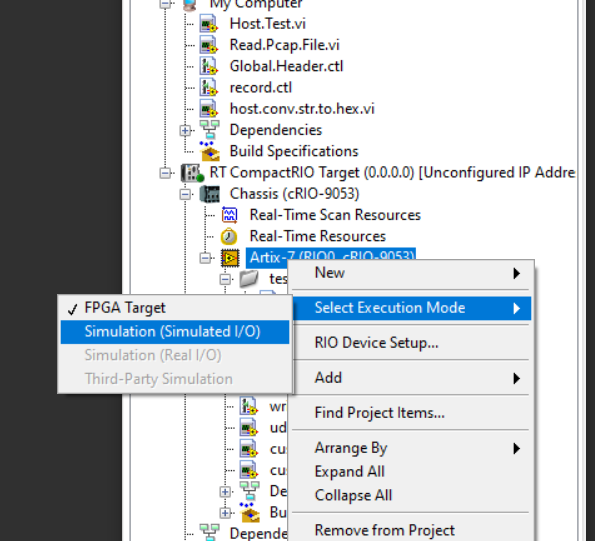 My Computer
Host.Test.vi
Read.Pcap.File.vi
Global.Header.ctl
record.ctl
host.conv.str.to.hex.vi
Dependencies
Build Specifications
RT CompactRIO Target (0.0.0.0) [Unconfigured IP Addre
Chassis (cRIO-9053)
Real-Time Scan Resources
Real-Time Resources
Artix-7 (RIO0, cRIO-9053)
tes
New
Select Execution Mode
RIO Device Setup...
Add
Find Project Items...
Arrange By
Expand All
Collapse All
Remove from Project
FPGA Target
Simulation (Simulated I/O)
Simulation (Real I/O)
Third-Party Simulation
wr
ud
cu
cu
De
Bu
Depende